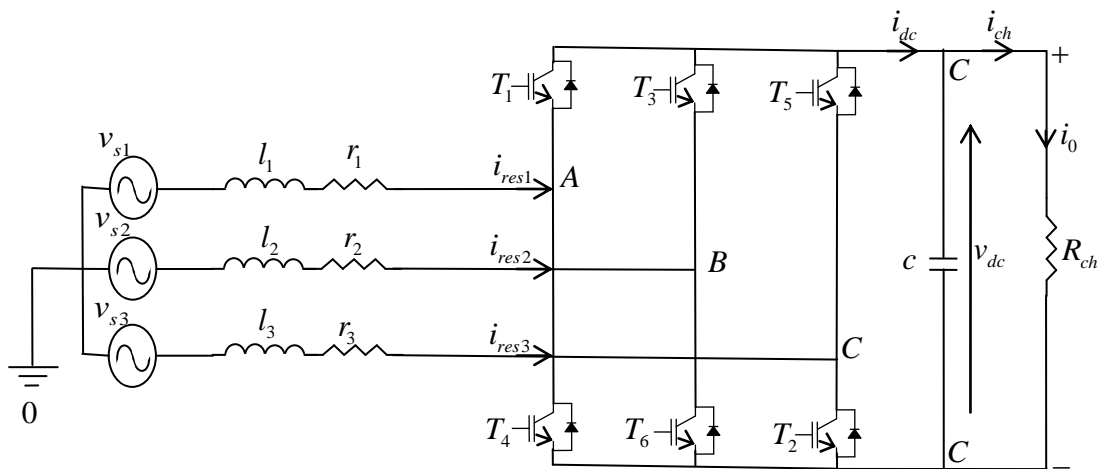 i_dc i_ch
+
C
T_1 T_3 T_5
i_0
v_s1
l_1 r_1 i_res1 A
v_s2
l_2 r_2 i_res2 B
c v_dc R_ch
v_s3
l_3 r_3 i_res3 C
0
T_4 T_6 T_2
C
−